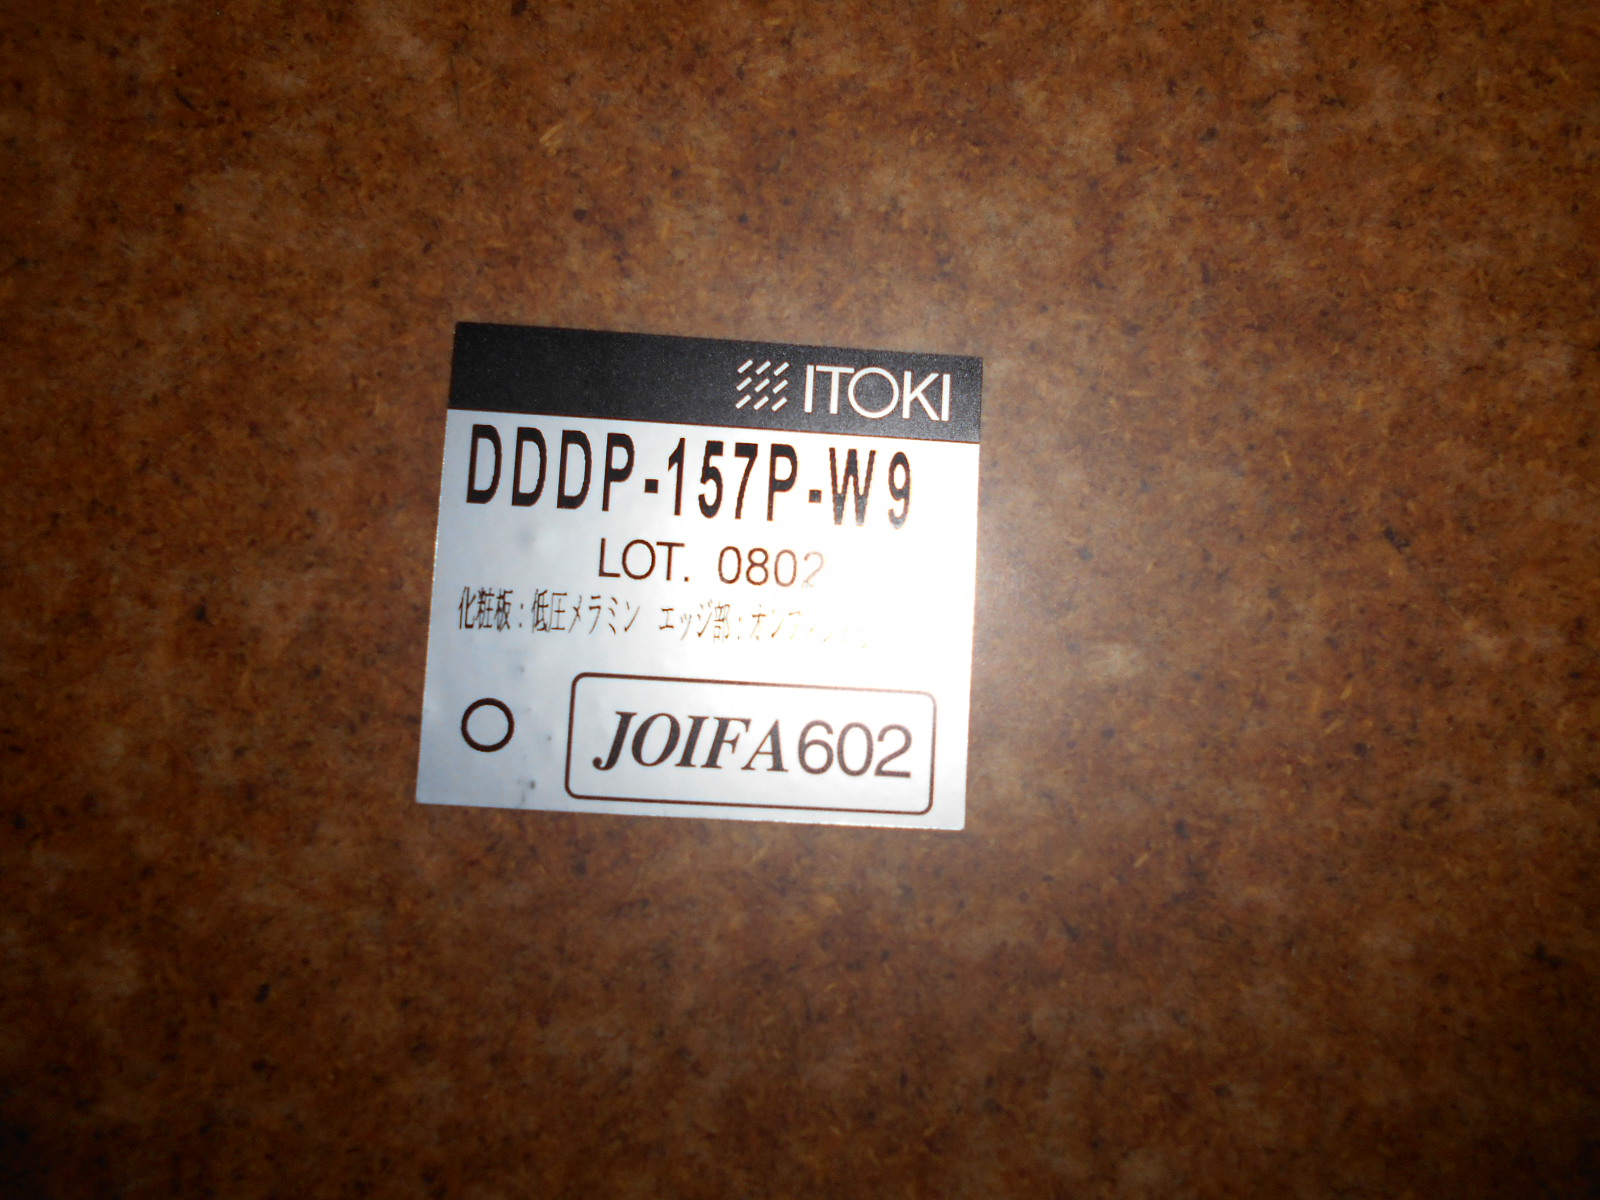 ITOKI
DDDP-157P-W9
LOT. 0802
化粧板:低圧メラミン エッジ部:
JOIFA602